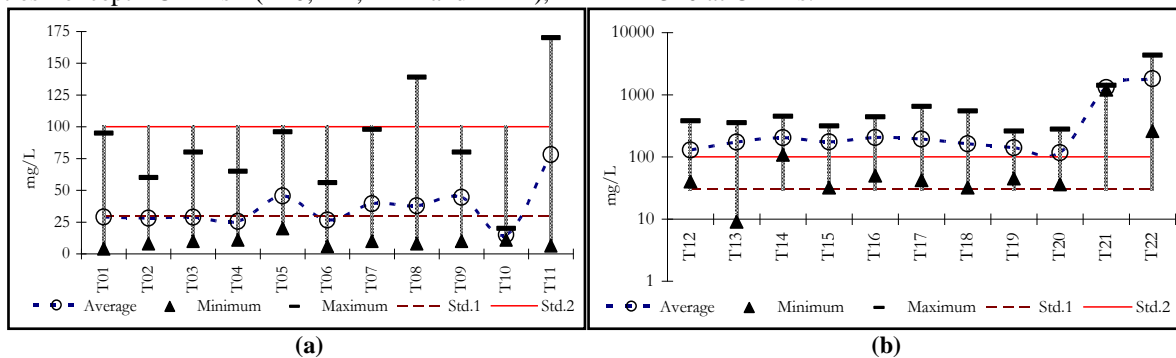 175
150
125
100
75
50
25
0
mg/L
T01 T02 T03 T04 T05 T06 T07 T08 T09 T10 T11
Average Minimum Maximum Std.1 Std.2
(a)
10000
1000
100
10
1
mg/L
T12 T13 T14 T15 T16 T17 T18 T19 T20 T21 T22
Average Minimum Maximum Std.1 Std.2
(b)